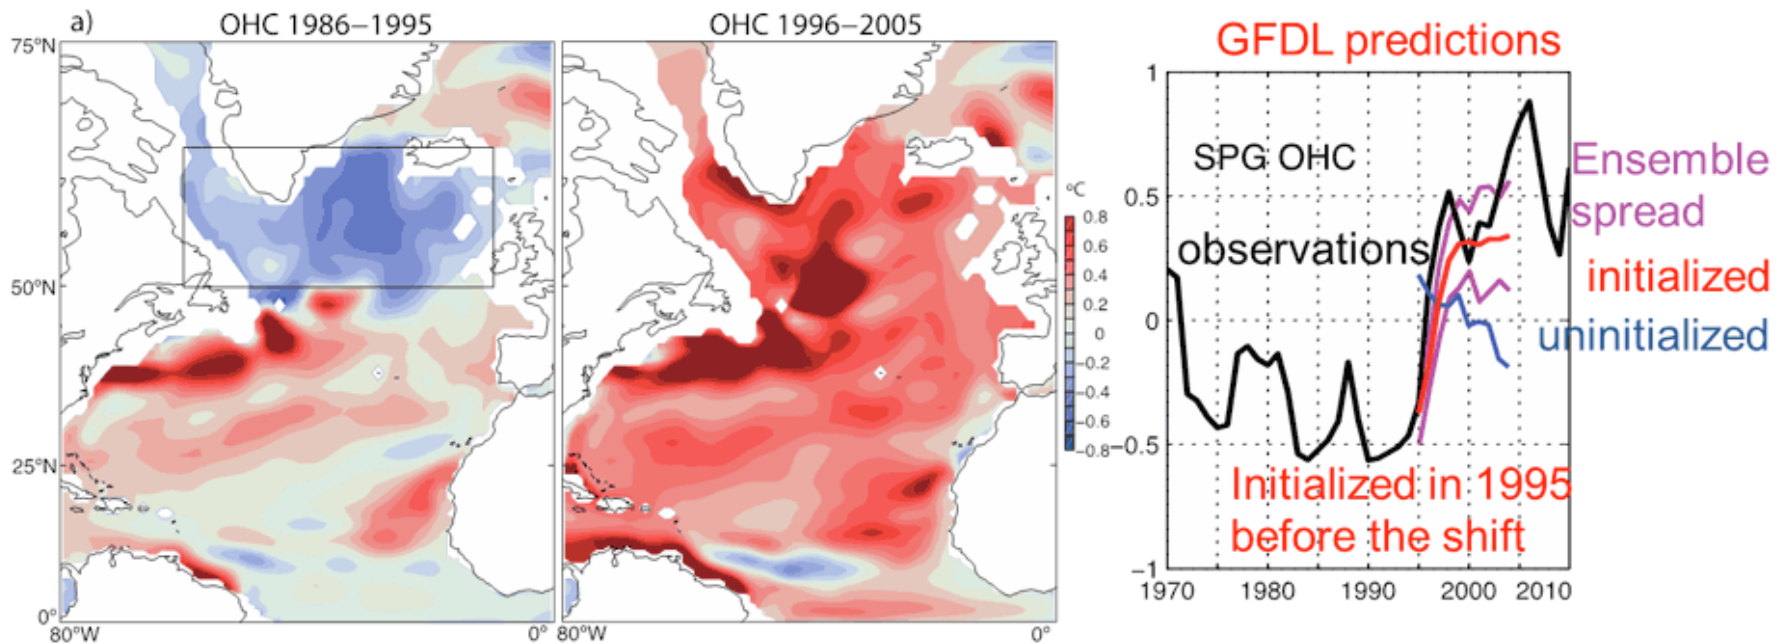 a)
OHC 1986–1995
75°N
50°N
25°N
0°
80°W
0°
OHC 1996–2005
80°W
0°
°C
0.8
0.6
0.4
0.2
0
−0.2
−0.4
−0.6
−0.8
GFDL predictions
1
0.5
0
−0.5
−1
SPG OHC
observations
Ensemble
spread
initialized
uninitialized
Initialized in 1995
before the shift
1970
1980
1990
2000
2010